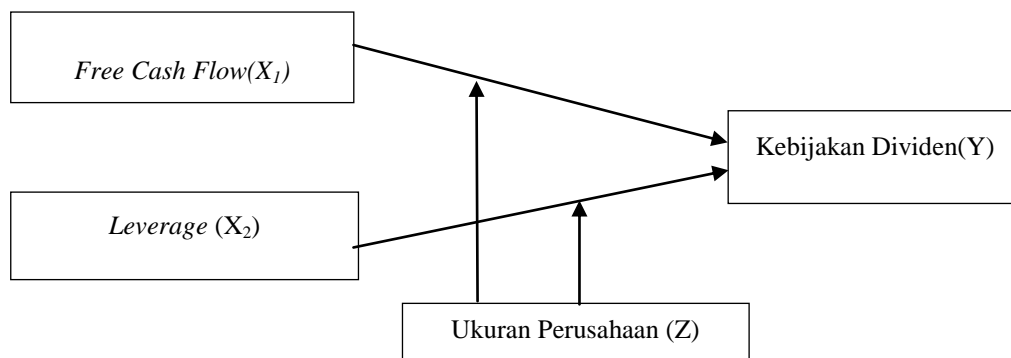 Free Cash Flow(X₁)
Kebijakan Dividen(Y)
Leverage (X₂)
Ukuran Perusahaan (Z)